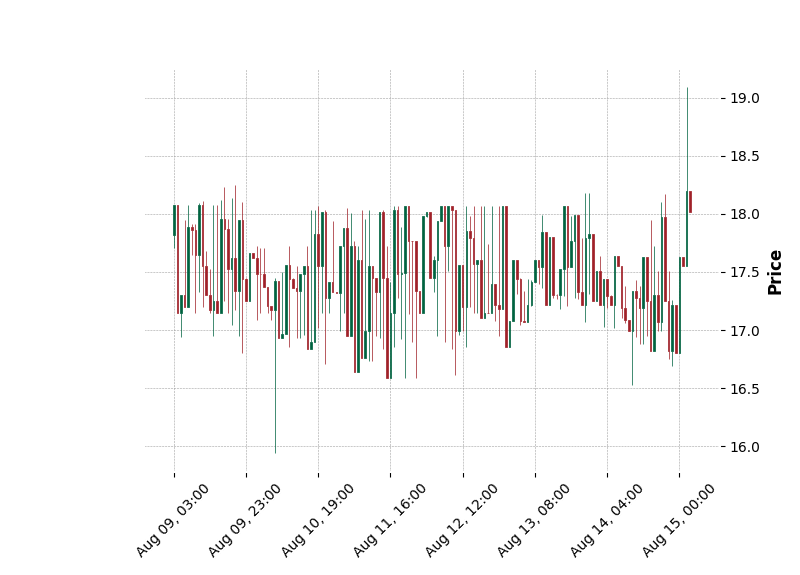 19.0
18.5
18.0
17.5
17.0
16.5
16.0
Price
Aug 09, 03:00
Aug 09, 23:00
Aug 10, 19:00
Aug 11, 16:00
Aug 12, 12:00
Aug 13, 08:00
Aug 14, 04:00
Aug 15, 00:00